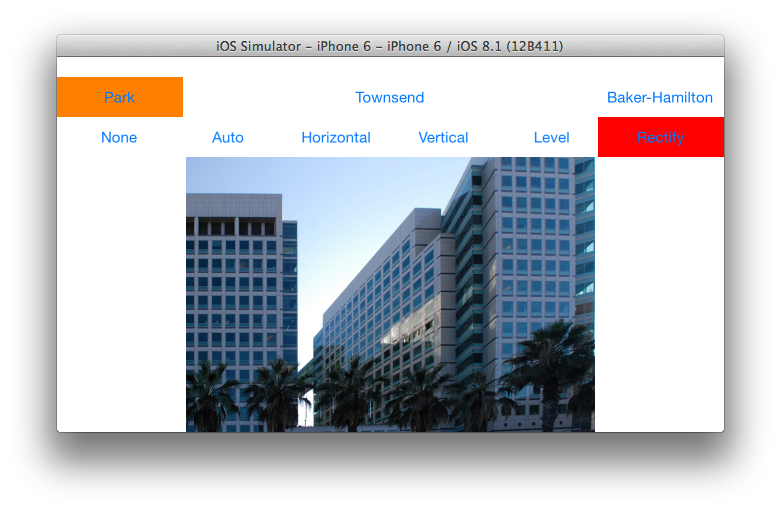 iOS Simulator – iPhone 6 – iPhone 6 / iOS 8.1 (12B411)
Park Townsend Baker-Hamilton
None Auto Horizontal Vertical Level Rectify